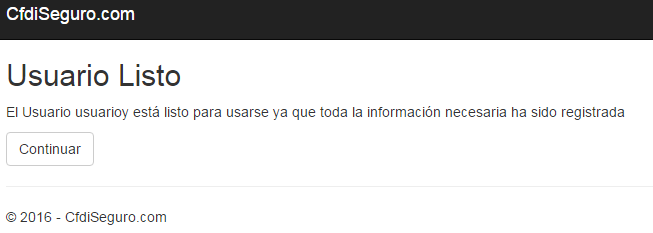 CfdiSeguro.com
Usuario Listo
El Usuario usuarioy está listo para usarse ya que toda la información necesaria ha sido registrada
Continuar
© 2016 - CfdiSeguro.com